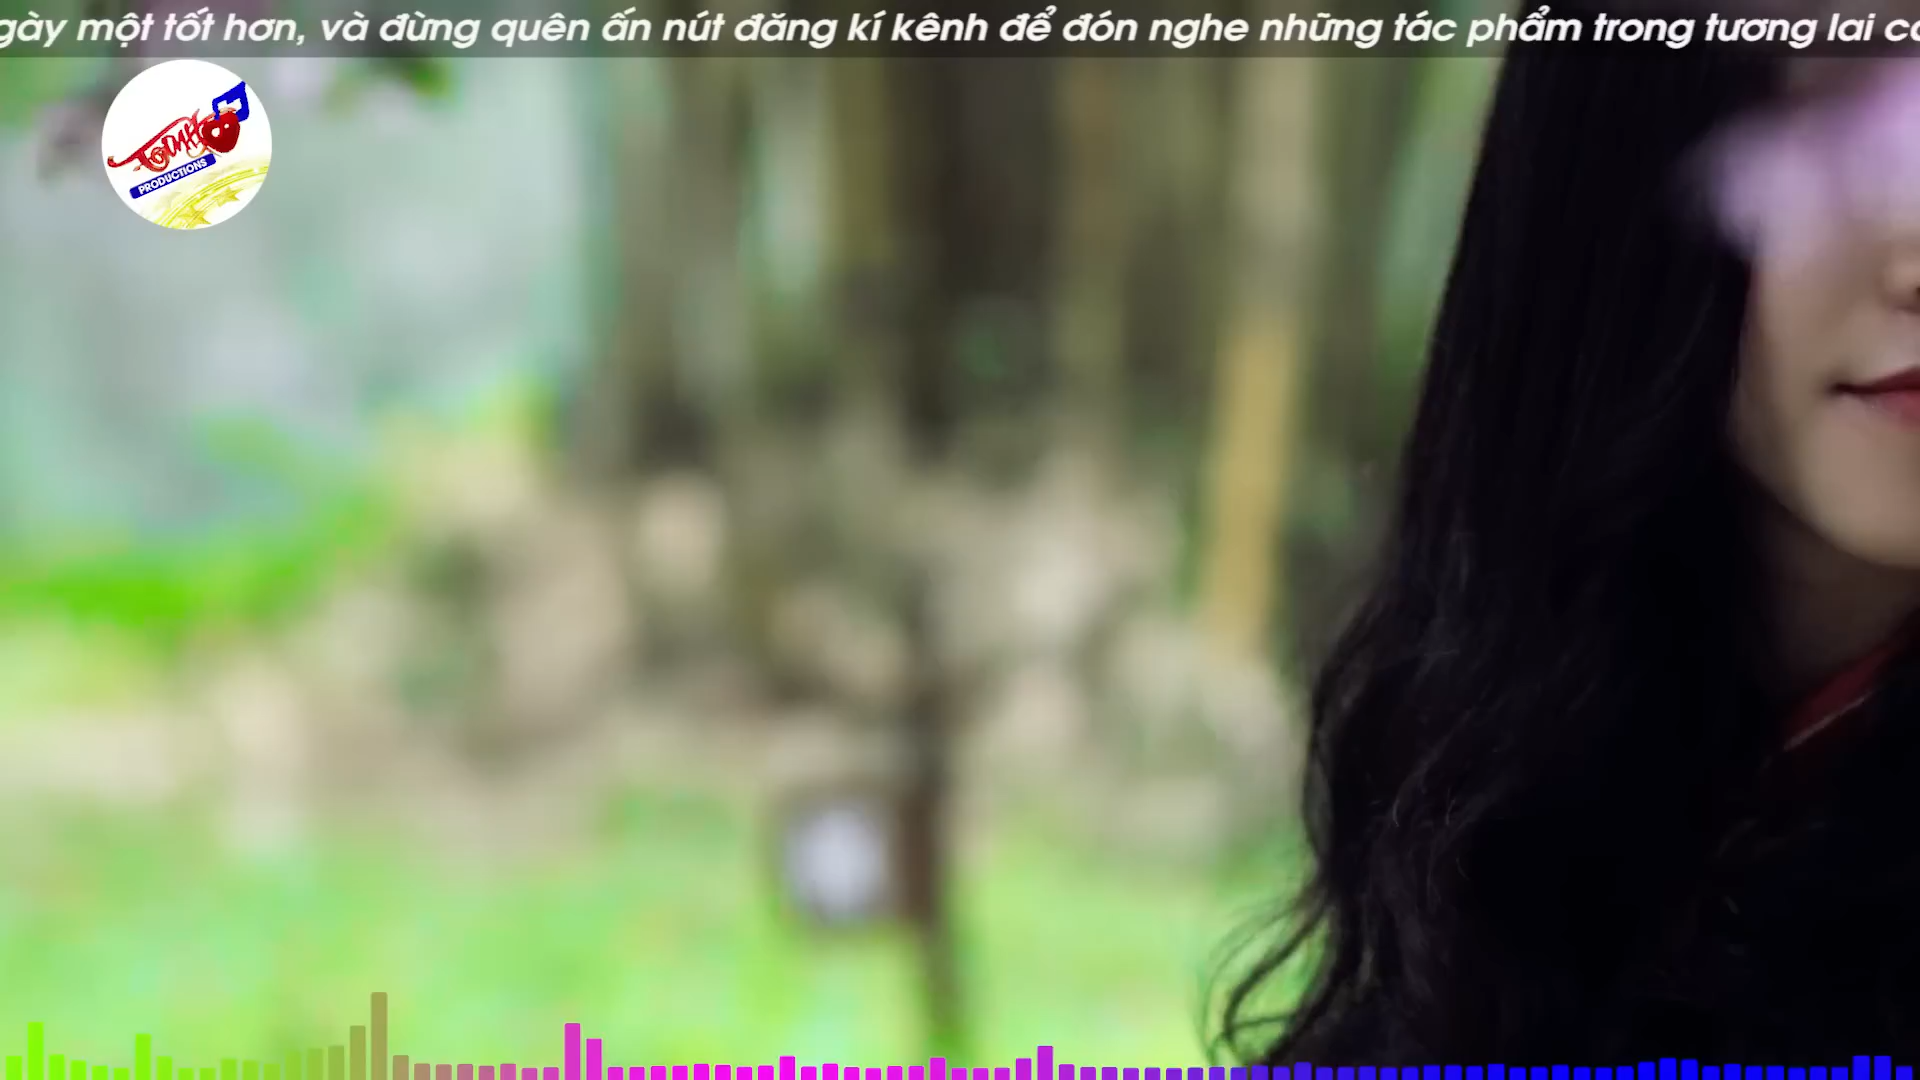 gày một tốt hơn, và đừng quên ấn nút đăng kí kênh để đón nghe những tác phẩm trong tương lai c
PRODUCTIONS